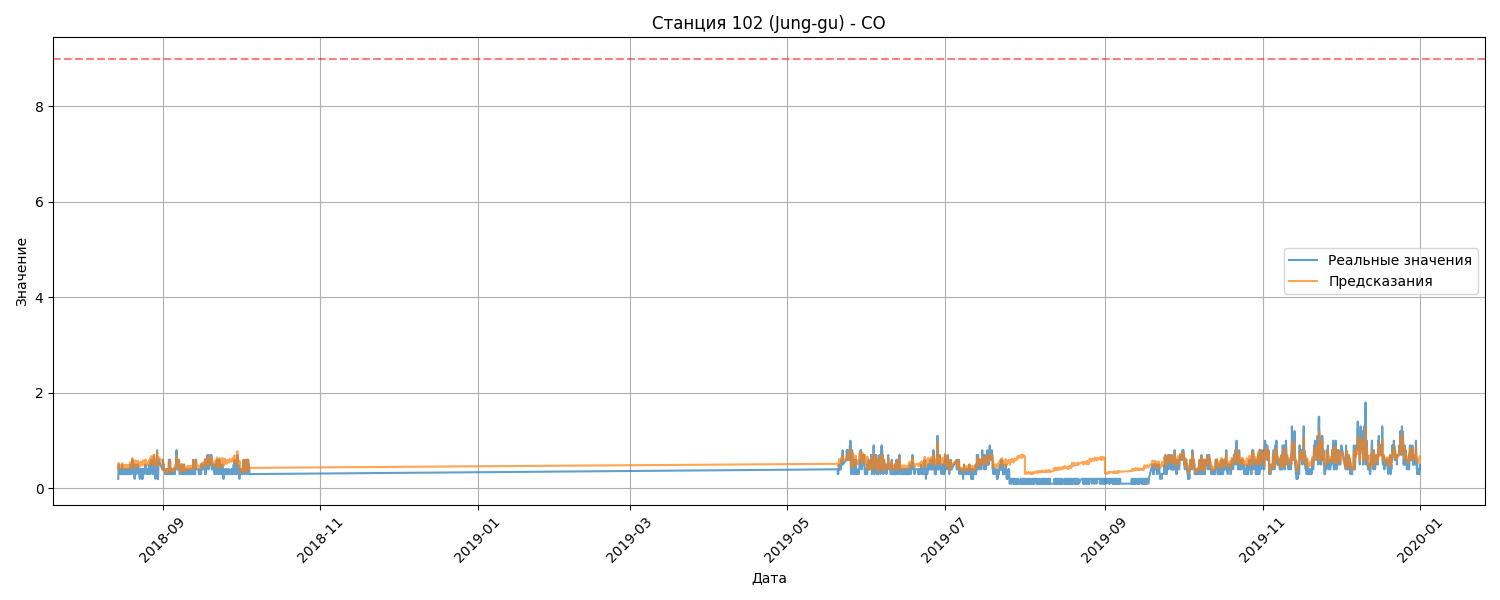 Станция 102 (Jung-gu) - CO
Значение
8
6
4
2
0
Реальные значения
Предсказания
2018-09
2018-11
2019-01
2019-03
2019-05
2019-07
2019-09
2019-11
2020-01
Дата